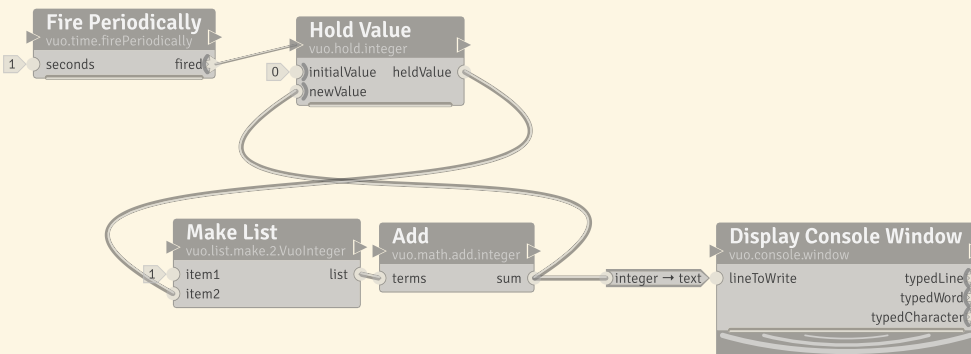 Fire Periodically
vuo.time.firePeriodically
1 seconds fired
Hold Value
vuo.hold.integer
0 initialValue heldValue
newValue
Make List
vuo.list.make.2.VuoInteger
1 item1 list
item2
Add
vuo.math.add.integer
terms sum
integer → text
Display Console Window
vuo.console.window
lineToWrite typedLine
typedWord
typedCharacter